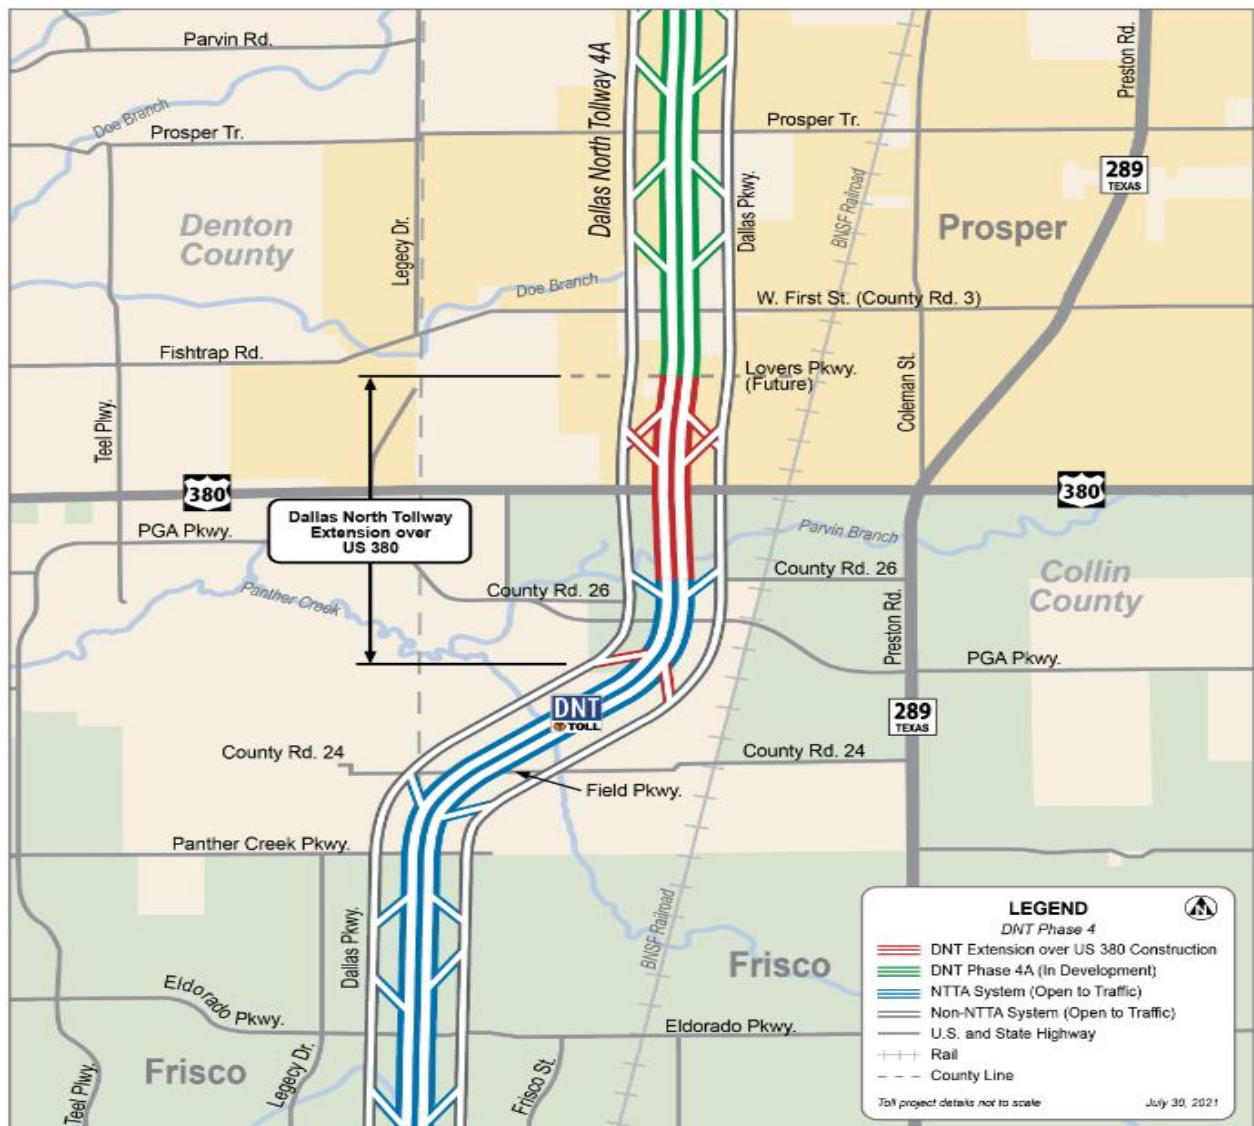 Parvin Rd.
Doe Branch
Prosper Tr.
Dallas North Tollway 4A
Prosper Tr.
Preston Rd.
289
TEXAS
Denton
County
Legecy Dr.
Dallas Pkwy.
BNSF Railroad
Prosper
Doe Branch
W. First St. (County Rd. 3)
Fishtrap Rd.
Lovers Pkwy.
(Future)
Coleman St.
Teel Plwy.
380
380
Dallas North Tollway
Extension over
US 380
PGA Pkwy.
Parvin Branch
County Rd. 26
County Rd. 26
Collin
County
Panther Creek
Preston Rd.
PGA Pkwy.
DNT
TOLL
289
TEXAS
County Rd. 24
County Rd. 24
Field Pkwy.
Panther Creek Pkwy.
Dallas Pkwy.
BNSF Railroad
Frisco
Eldorado Pkwy.
Eldorado Pkwy.
Frisco
Teel Plwy.
Legecy Dr.
Frisco St.
LEGEND
N
DNT Phase 4
DNT Extension over US 380 Construction
DNT Phase 4A (In Development)
NTTA System (Open to Traffic)
Non-NTTA System (Open to Traffic)
U.S. and State Highway
Rail
County Line
Toll project details not to scale
July 30, 2021